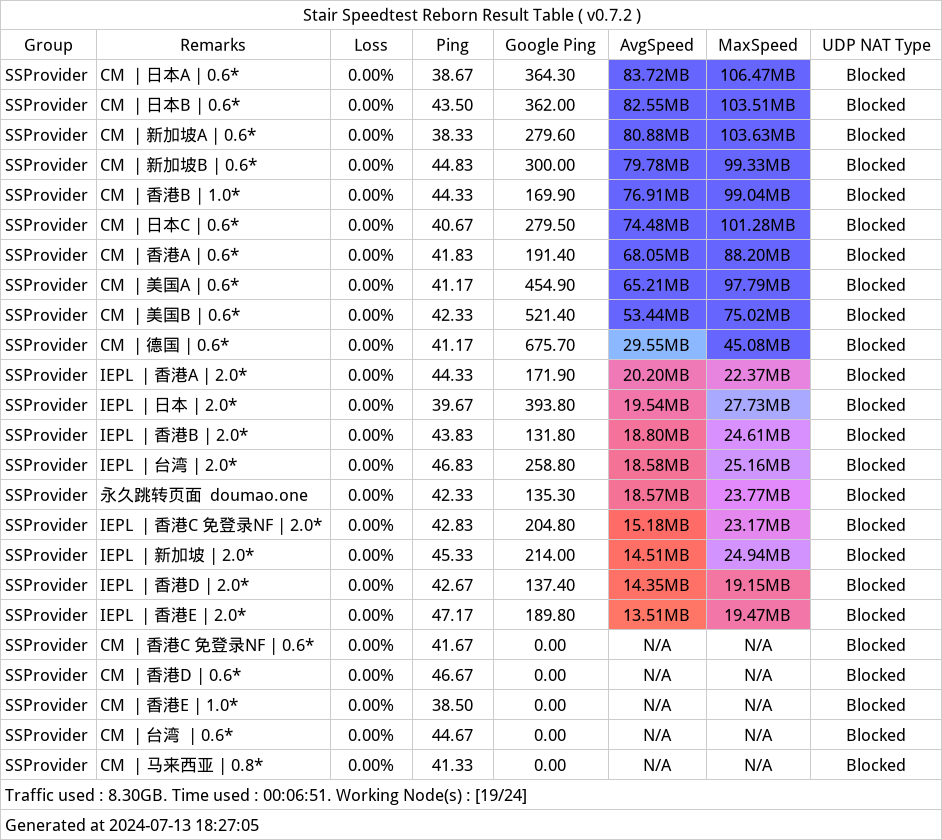 Stair Speedtest Reborn Result Table ( v0.7.2 )
Group Remarks Loss Ping Google Ping AvgSpeed MaxSpeed UDP NAT Type
SSProvider CM | 日本A | 0.6* 0.00% 38.67 364.30 83.72MB 106.47MB Blocked
SSProvider CM | 日本B | 0.6* 0.00% 43.50 362.00 82.55MB 103.51MB Blocked
SSProvider CM | 新加坡A | 0.6* 0.00% 38.33 279.60 80.88MB 103.63MB Blocked
SSProvider CM | 新加坡B | 0.6* 0.00% 44.83 300.00 79.78MB 99.33MB Blocked
SSProvider CM | 香港B | 1.0* 0.00% 44.33 169.90 76.91MB 99.04MB Blocked
SSProvider CM | 日本C | 0.6* 0.00% 40.67 279.50 74.48MB 101.28MB Blocked
SSProvider CM | 香港A | 0.6* 0.00% 41.83 191.40 68.05MB 88.20MB Blocked
SSProvider CM | 美国A | 0.6* 0.00% 41.17 454.90 65.21MB 97.79MB Blocked
SSProvider CM | 美国B | 0.6* 0.00% 42.33 521.40 53.44MB 75.02MB Blocked
SSProvider CM | 德国 | 0.6* 0.00% 41.17 675.70 29.55MB 45.08MB Blocked
SSProvider IEPL | 香港A | 2.0* 0.00% 44.33 171.90 20.20MB 22.37MB Blocked
SSProvider IEPL | 日本 | 2.0* 0.00% 39.67 393.80 19.54MB 27.73MB Blocked
SSProvider IEPL | 香港B | 2.0* 0.00% 43.83 131.80 18.80MB 24.61MB Blocked
SSProvider IEPL | 台湾 | 2.0* 0.00% 46.83 258.80 18.58MB 25.16MB Blocked
SSProvider 永久跳转页面 doumao.one 0.00% 42.33 135.30 18.57MB 23.77MB Blocked
SSProvider IEPL | 香港C 免登录NF | 2.0* 0.00% 42.83 204.80 15.18MB 23.17MB Blocked
SSProvider IEPL | 新加坡 | 2.0* 0.00% 45.33 214.00 14.51MB 24.94MB Blocked
SSProvider IEPL | 香港D | 2.0* 0.00% 42.67 137.40 14.35MB 19.15MB Blocked
SSProvider IEPL | 香港E | 2.0* 0.00% 47.17 189.80 13.51MB 19.47MB Blocked
SSProvider CM | 香港C 免登录NF | 0.6* 0.00% 41.67 0.00 N/A N/A Blocked
SSProvider CM | 香港D | 0.6* 0.00% 46.67 0.00 N/A N/A Blocked
SSProvider CM | 香港E | 1.0* 0.00% 38.50 0.00 N/A N/A Blocked
SSProvider CM | 台湾 | 0.6* 0.00% 44.67 0.00 N/A N/A Blocked
SSProvider CM | 马来西亚 | 0.8* 0.00% 41.33 0.00 N/A N/A Blocked
Traffic used : 8.30GB. Time used : 00:06:51. Working Node(s) : [19/24]
Generated at 2024-07-13 18:27:05